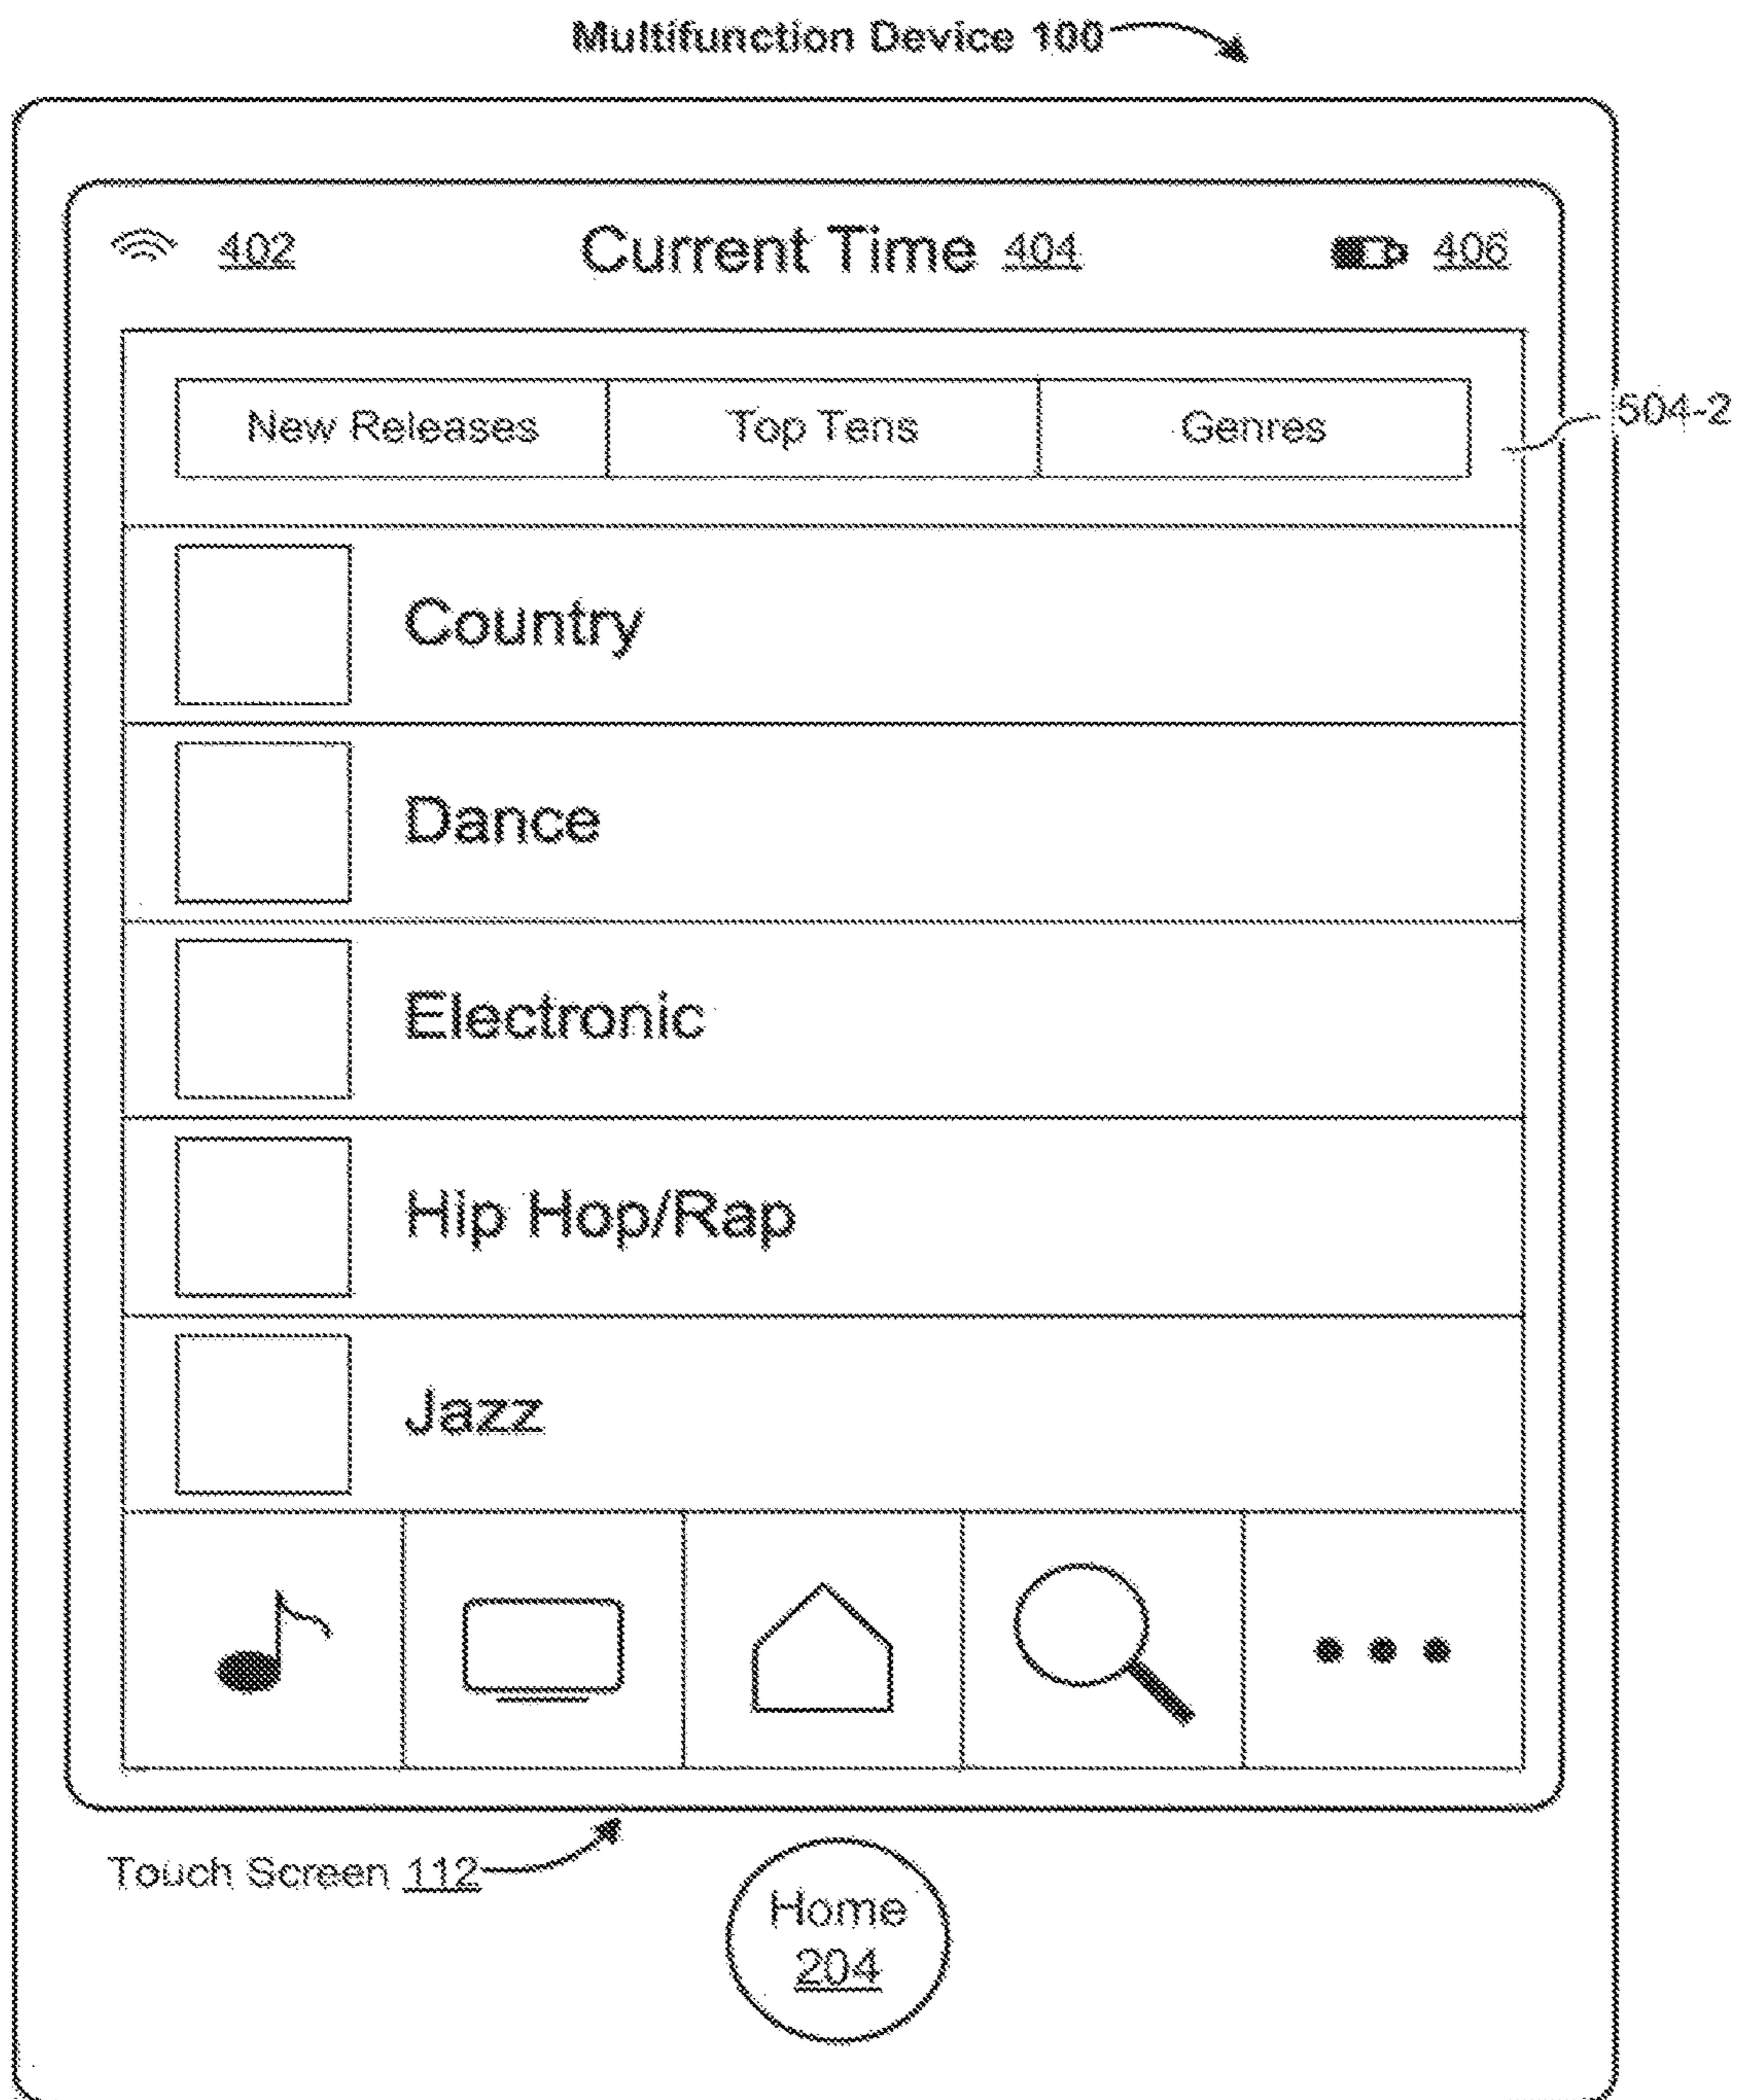 Multifunction Device 100
402 Current Time 404 406
New Releases Top Tens Genres
504-2
Country
Dance
Electronic
Hip Hop/Rap
Jazz
Touch Screen 112
Home
204